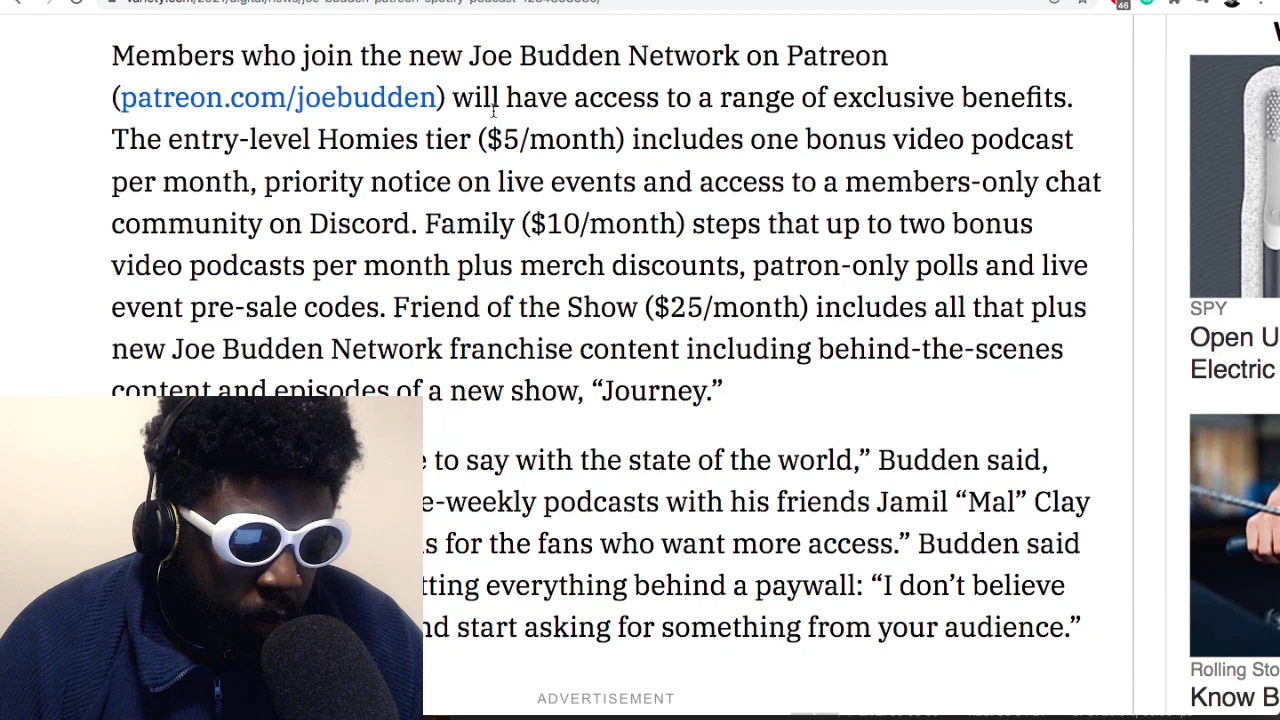 Members who join the new Joe Budden Network on Patreon
(patreon.com/joebudden) will have access to a range of exclusive benefits.
The entry-level Homies tier ($5/month) includes one bonus video podcast
per month, priority notice on live events and access to a members-only chat
community on Discord. Family ($10/month) steps that up to two bonus
video podcasts per month plus merch discounts, patron-only polls and live
event pre-sale codes. Friend of the Show ($25/month) includes all that plus
new Joe Budden Network franchise content including behind-the-scenes
content and episodes of a new show, “Journey.”
to say with the state of the world,” Budden said,
e-weekly podcasts with his friends Jamil “Mal” Clay
s for the fans who want more access.” Budden said
tting everything behind a paywall: “I don’t believe
nd start asking for something from your audience.”
ADVERTISEMENT
46
SPY
Open U
Electric
Rolling Sto
Know B